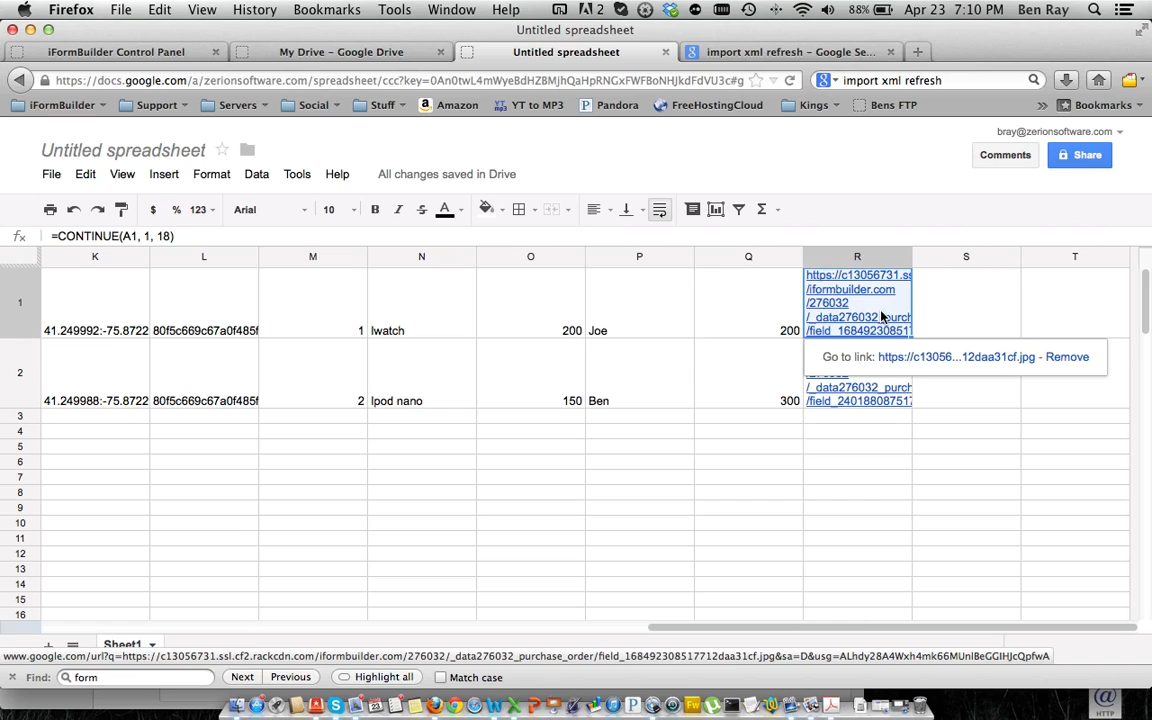 Firefox File Edit View History Bookmarks Tools Window Help 2 88% Apr 23 7:10 PM Ben Ray
Untitled spreadsheet
iFormBuilder Control Panel My Drive – Google Drive Untitled spreadsheet import xml refresh – Google Se...
https://docs.google.com/a/zerionsoftware.com/spreadsheet/ccc?key=0An0twL4mWyeBdHZBMjhQaHpRNGxFWFBoNHJkdFdVU3c#g import xml refresh
iFormBuilder Support Servers Social Stuff Amazon YT to MP3 Pandora FreeHostingCloud Kings Bens FTP Bookmarks
bray@zerionsoftware.com
Untitled spreadsheet Comments Share
File Edit View Insert Format Data Tools Help All changes saved in Drive
$ % 123 Arial 10 B I S A Σ
fx =CONTINUE(A1, 1, 18)
K L M N O P Q R S T
https://c13056731.ss
/iformbuilder.com
/276032
/_data276032_purch
1 41.249992:-75.8722 80f5c669c67a0f485f 1 Iwatch 200 Joe 200 /field_168492308517
Go to link: https://c13056...12daa31cf.jpg - Remove
/_data276032_purch
2 41.249988:-75.8722 80f5c669c67a0f485f 2 Ipod nano 150 Ben 300 /field_240188087517
3
4
5
6
7
8
9
10
11
12
13
14
15
16
Sheet1
www.google.com/url?q=https://c13056731.ssl.cf2.rackcdn.com/iformbuilder.com/276032/_data276032_purchase_order/field_168492308517712daa31cf.jpg&sa=D&usg=ALhdy28A4Wxh4mk66MUnlBeGGIHJcQpfwA
Find: form Next Previous Highlight all Match case
@
HTTP